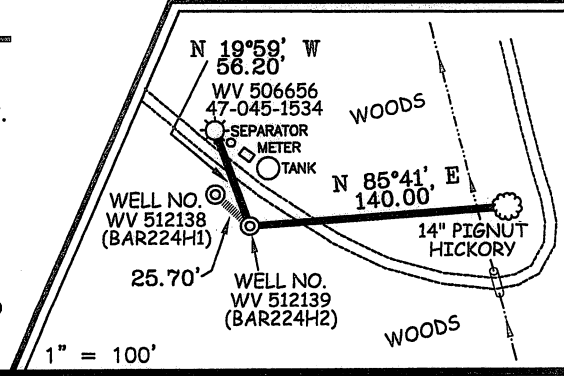 N 19°59' W
56.20'
WV 506656
47-045-1534
SEPARATOR
METER
TANK
WOODS
N 85°41' E
140.00'
WELL NO.
WV 512138
(BAR224H1)
14" PIGNUT
HICKORY
25.70'
WELL NO.
WV 512139
(BAR224H2)
WOODS
1" = 100'